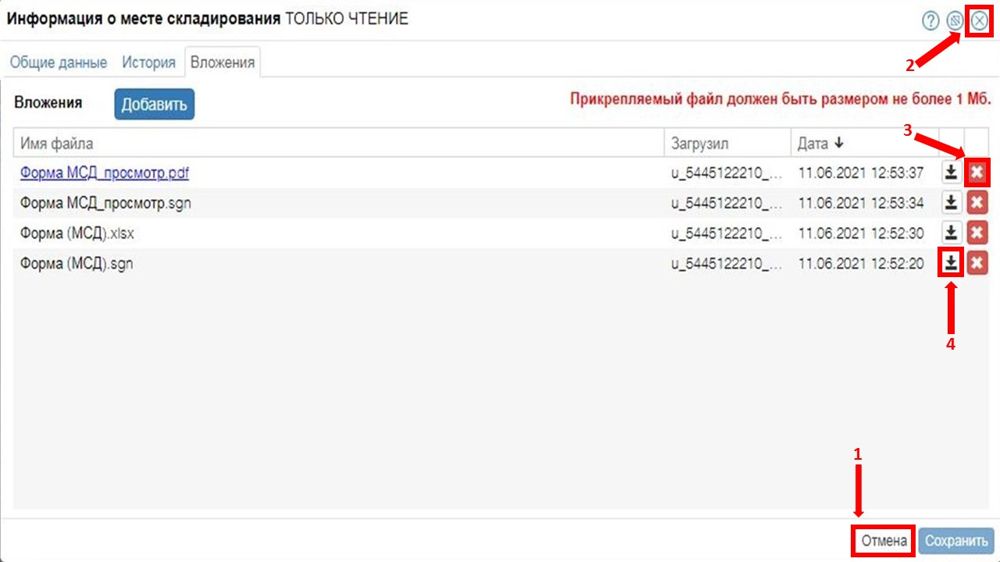 Информация о месте складирования ТОЛЬКО ЧТЕНИЕ
?
2
Общие данные История Вложения
Вложения Добавить Прикрепляемый файл должен быть размером не более 1 Мб.
3
Имя файла Загрузил Дата
Форма МСД_просмотр.pdf u_5445122210_... 11.06.2021 12:53:37
Форма МСД_просмотр.sgn u_5445122210_... 11.06.2021 12:53:34
Форма (МСД).xlsx u_5445122210_... 11.06.2021 12:52:30
Форма (МСД).sgn u_5445122210_... 11.06.2021 12:52:20
4
1
Отмена Сохранить